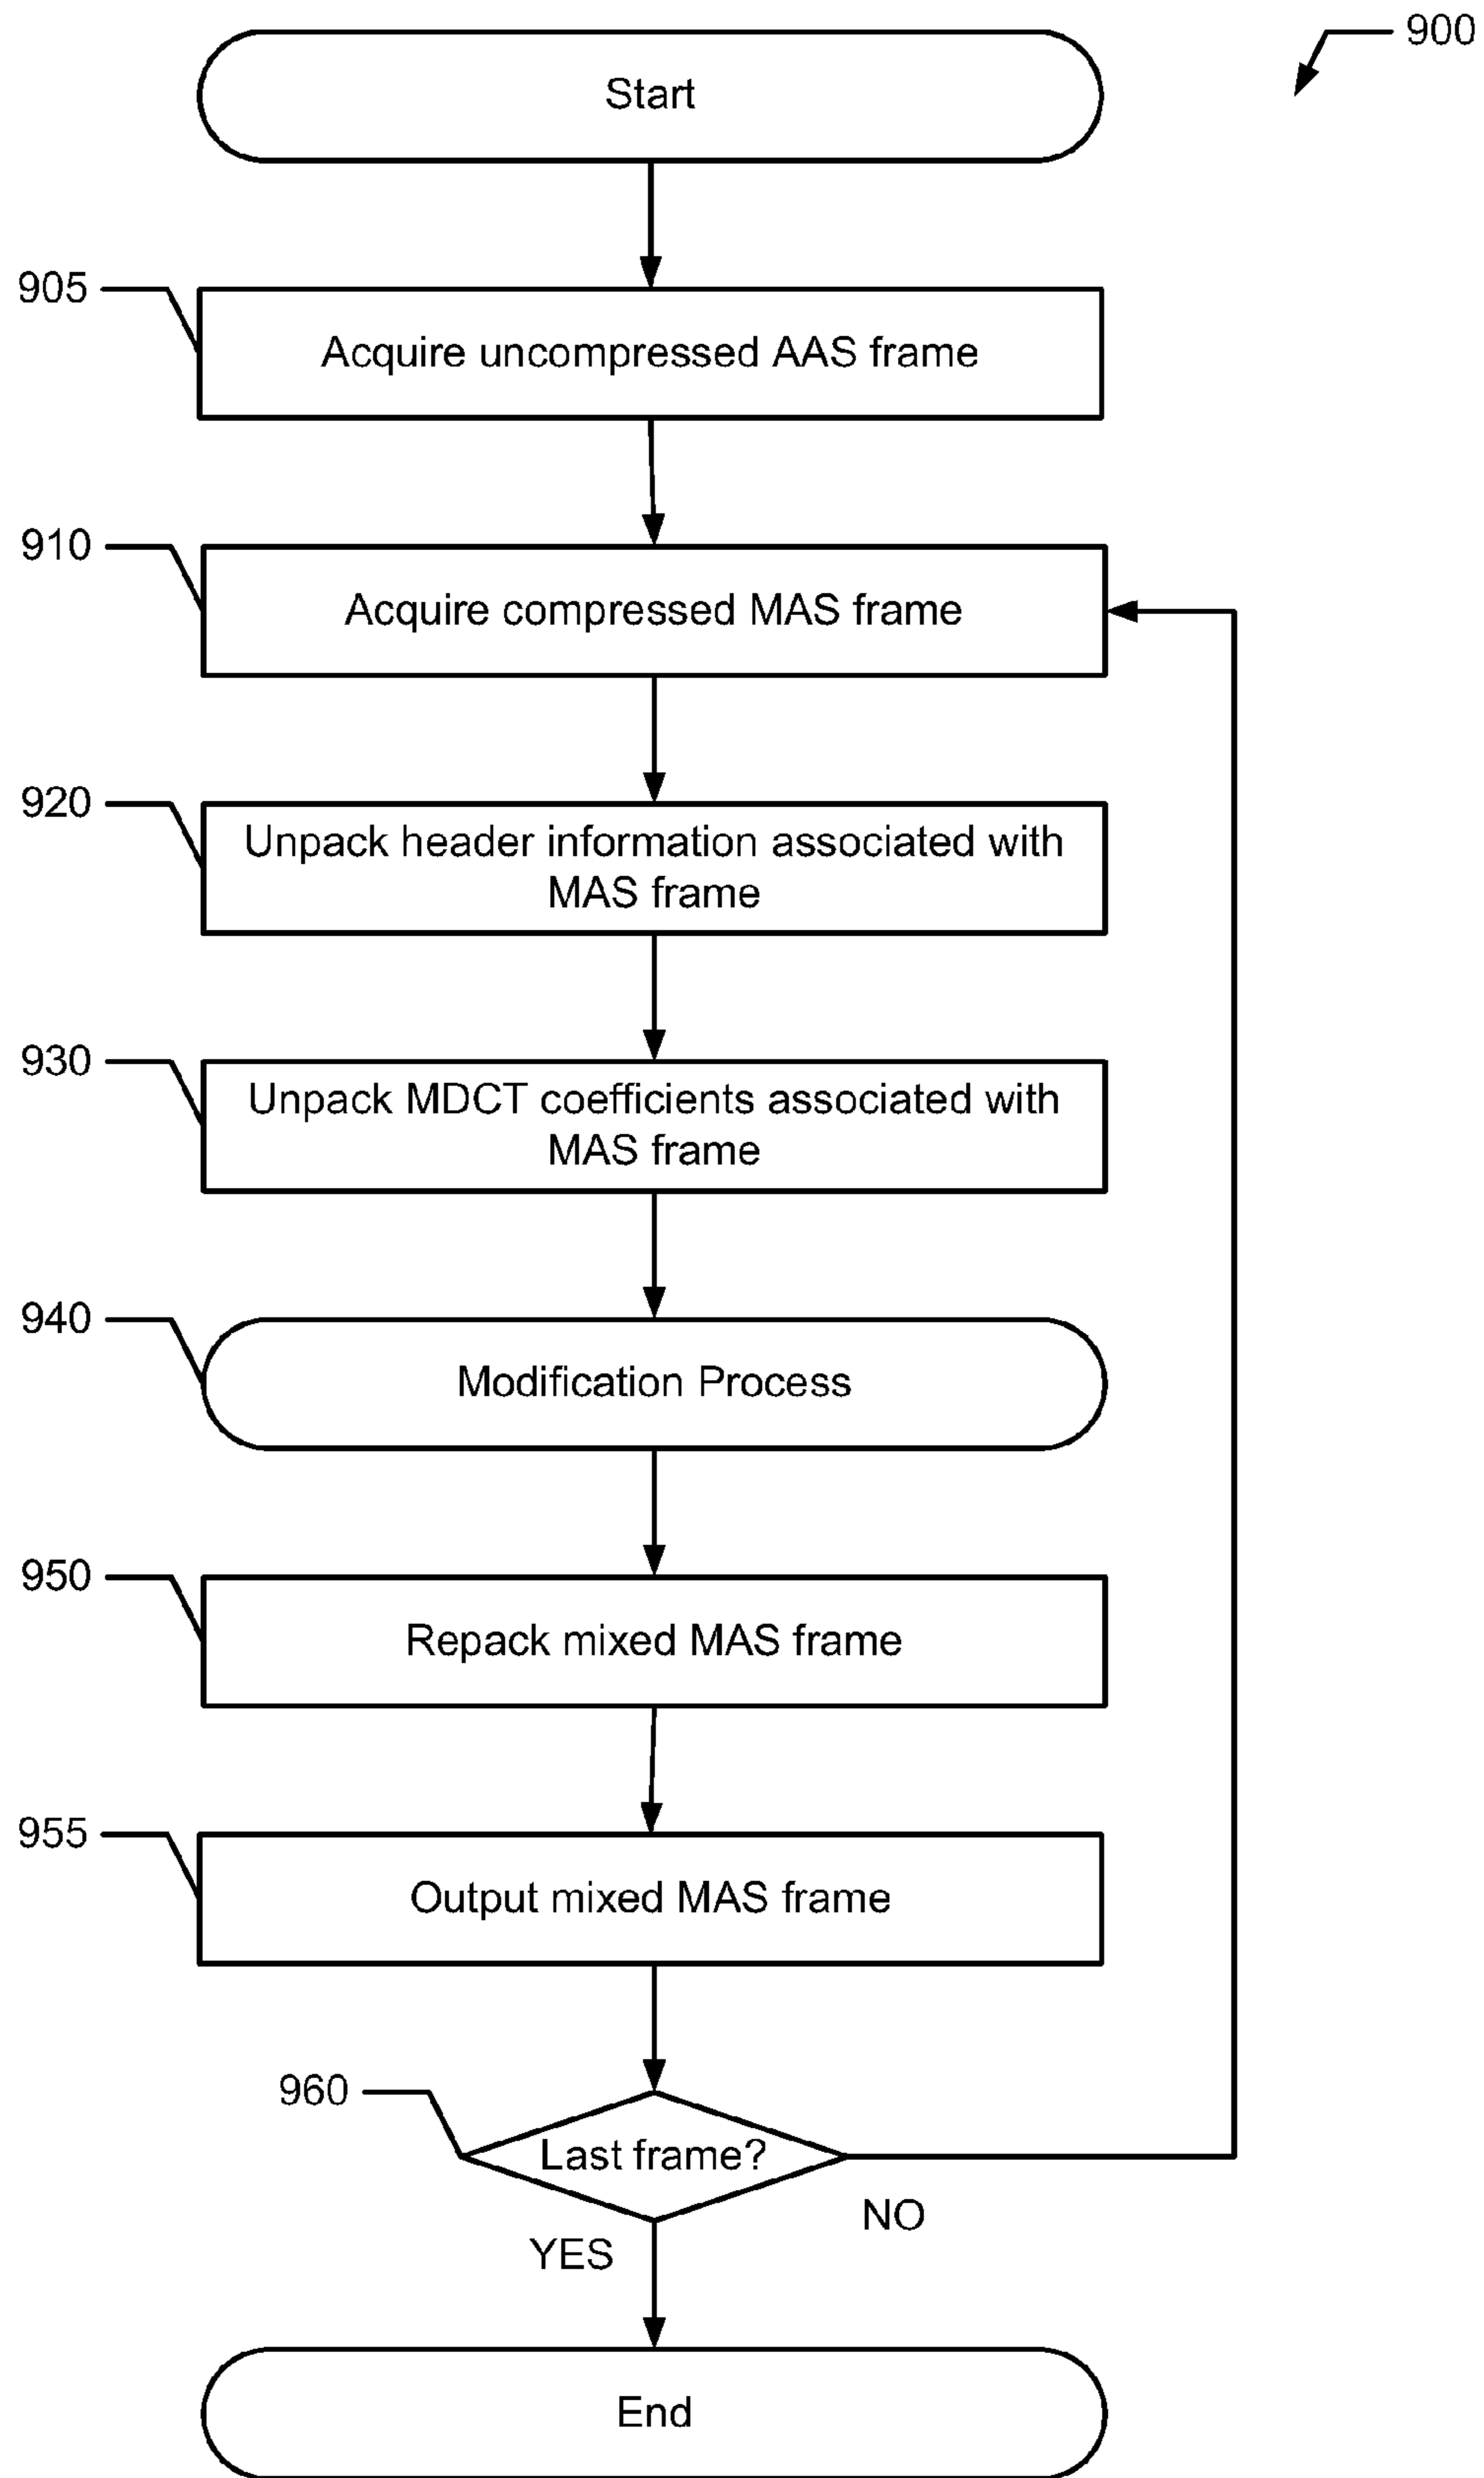 900
Start
905
Acquire uncompressed AAS frame
910
Acquire compressed MAS frame
920
Unpack header information associated with
MAS frame
930
Unpack MDCT coefficients associated with
MAS frame
940
Modification Process
950
Repack mixed MAS frame
955
Output mixed MAS frame
960
Last frame?
NO
YES
End